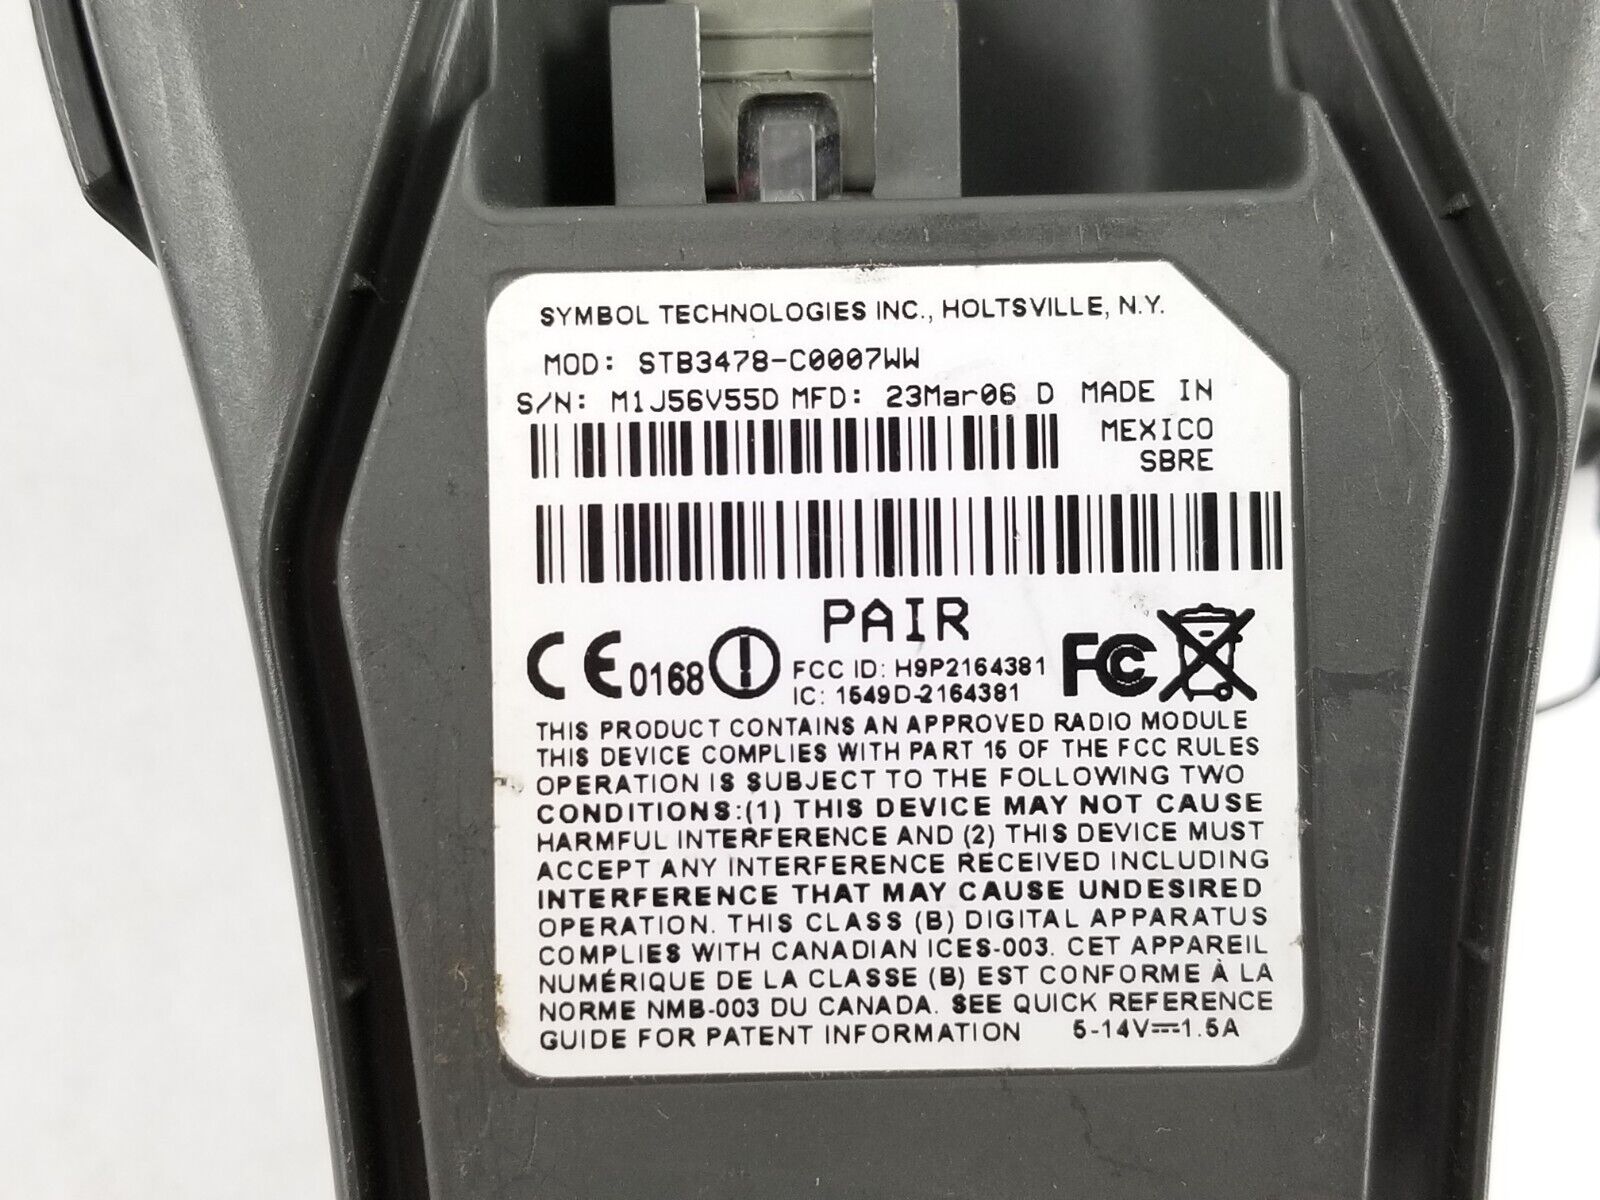 SYMBOL TECHNOLOGIES INC., HOLTSVILLE, N.Y.
MOD: STB3478-C0007WW
S/N: M1J56V55D MFD: 23Mar06 D MADE IN
MEXICO
SBRE
PAIR
CE 0168 FCC ID: H9P2164381 FC
IC: 1549D-2164381
THIS PRODUCT CONTAINS AN APPROVED RADIO MODULE
THIS DEVICE COMPLIES WITH PART 15 OF THE FCC RULES
OPERATION IS SUBJECT TO THE FOLLOWING TWO
CONDITIONS:(1) THIS DEVICE MAY NOT CAUSE
HARMFUL INTERFERENCE AND (2) THIS DEVICE MUST
ACCEPT ANY INTERFERENCE RECEIVED INCLUDING
INTERFERENCE THAT MAY CAUSE UNDESIRED
OPERATION. THIS CLASS (B) DIGITAL APPARATUS
COMPLIES WITH CANADIAN ICES-003. CET APPAREIL
NUMÉRIQUE DE LA CLASSE (B) EST CONFORME À LA
NORME NMB-003 DU CANADA. SEE QUICK REFERENCE
GUIDE FOR PATENT INFORMATION 5-14V⎓1.5A